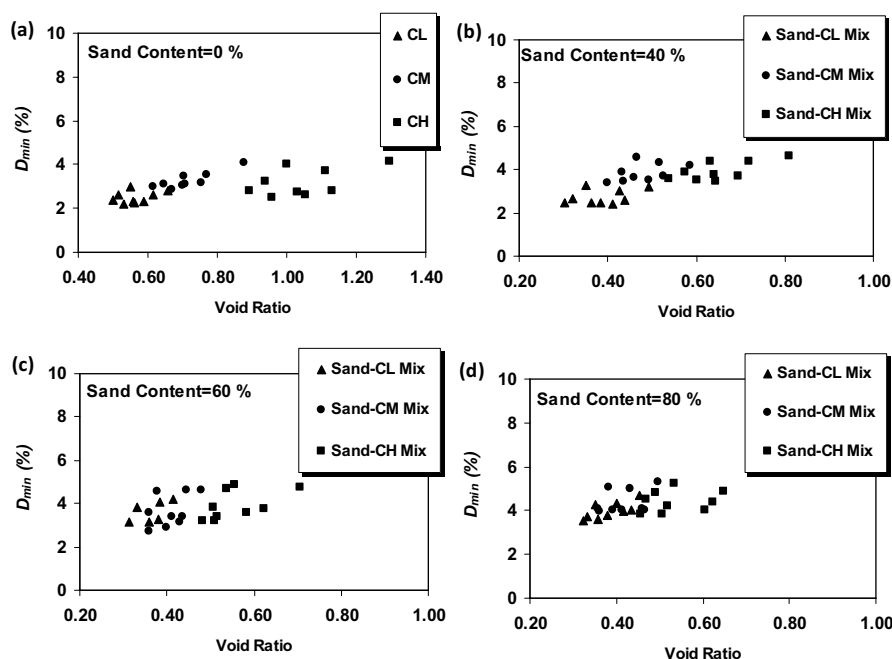 (a)
Sand Content=0 %
CL
CM
CH
D_min (%)
10
8
6
4
2
0
0.40 0.60 0.80 1.00 1.20 1.40
Void Ratio
(b)
Sand Content=40 %
Sand-CL Mix
Sand-CM Mix
Sand-CH Mix
D_min (%)
10
8
6
4
2
0
0.20 0.40 0.60 0.80 1.00
Void Ratio
(c)
Sand Content=60 %
Sand-CL Mix
Sand-CM Mix
Sand-CH Mix
D_min (%)
10
8
6
4
2
0
0.20 0.40 0.60 0.80 1.00
Void Ratio
(d)
Sand Content=80 %
Sand-CL Mix
Sand-CM Mix
Sand-CH Mix
D_min (%)
10
8
6
4
2
0
0.20 0.40 0.60 0.80 1.00
Void Ratio